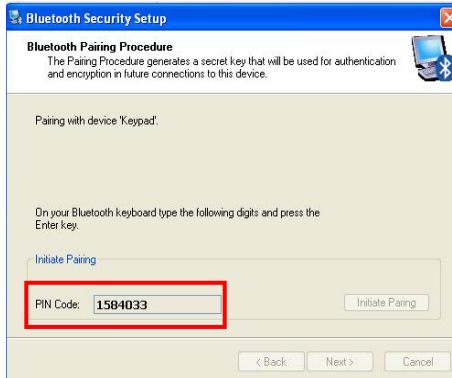 Bluetooth Security Setup
Bluetooth Pairing Procedure
The Pairing Procedure generates a secret key that will be used for authentication
and encryption in future connections to this device.
Pairing with device 'Keypad'.
On your Bluetooth keyboard type the following digits and press the
Enter key.
Initiate Pairing
PIN Code: 1584033 Initiate Paring
< Back Next > Cancel